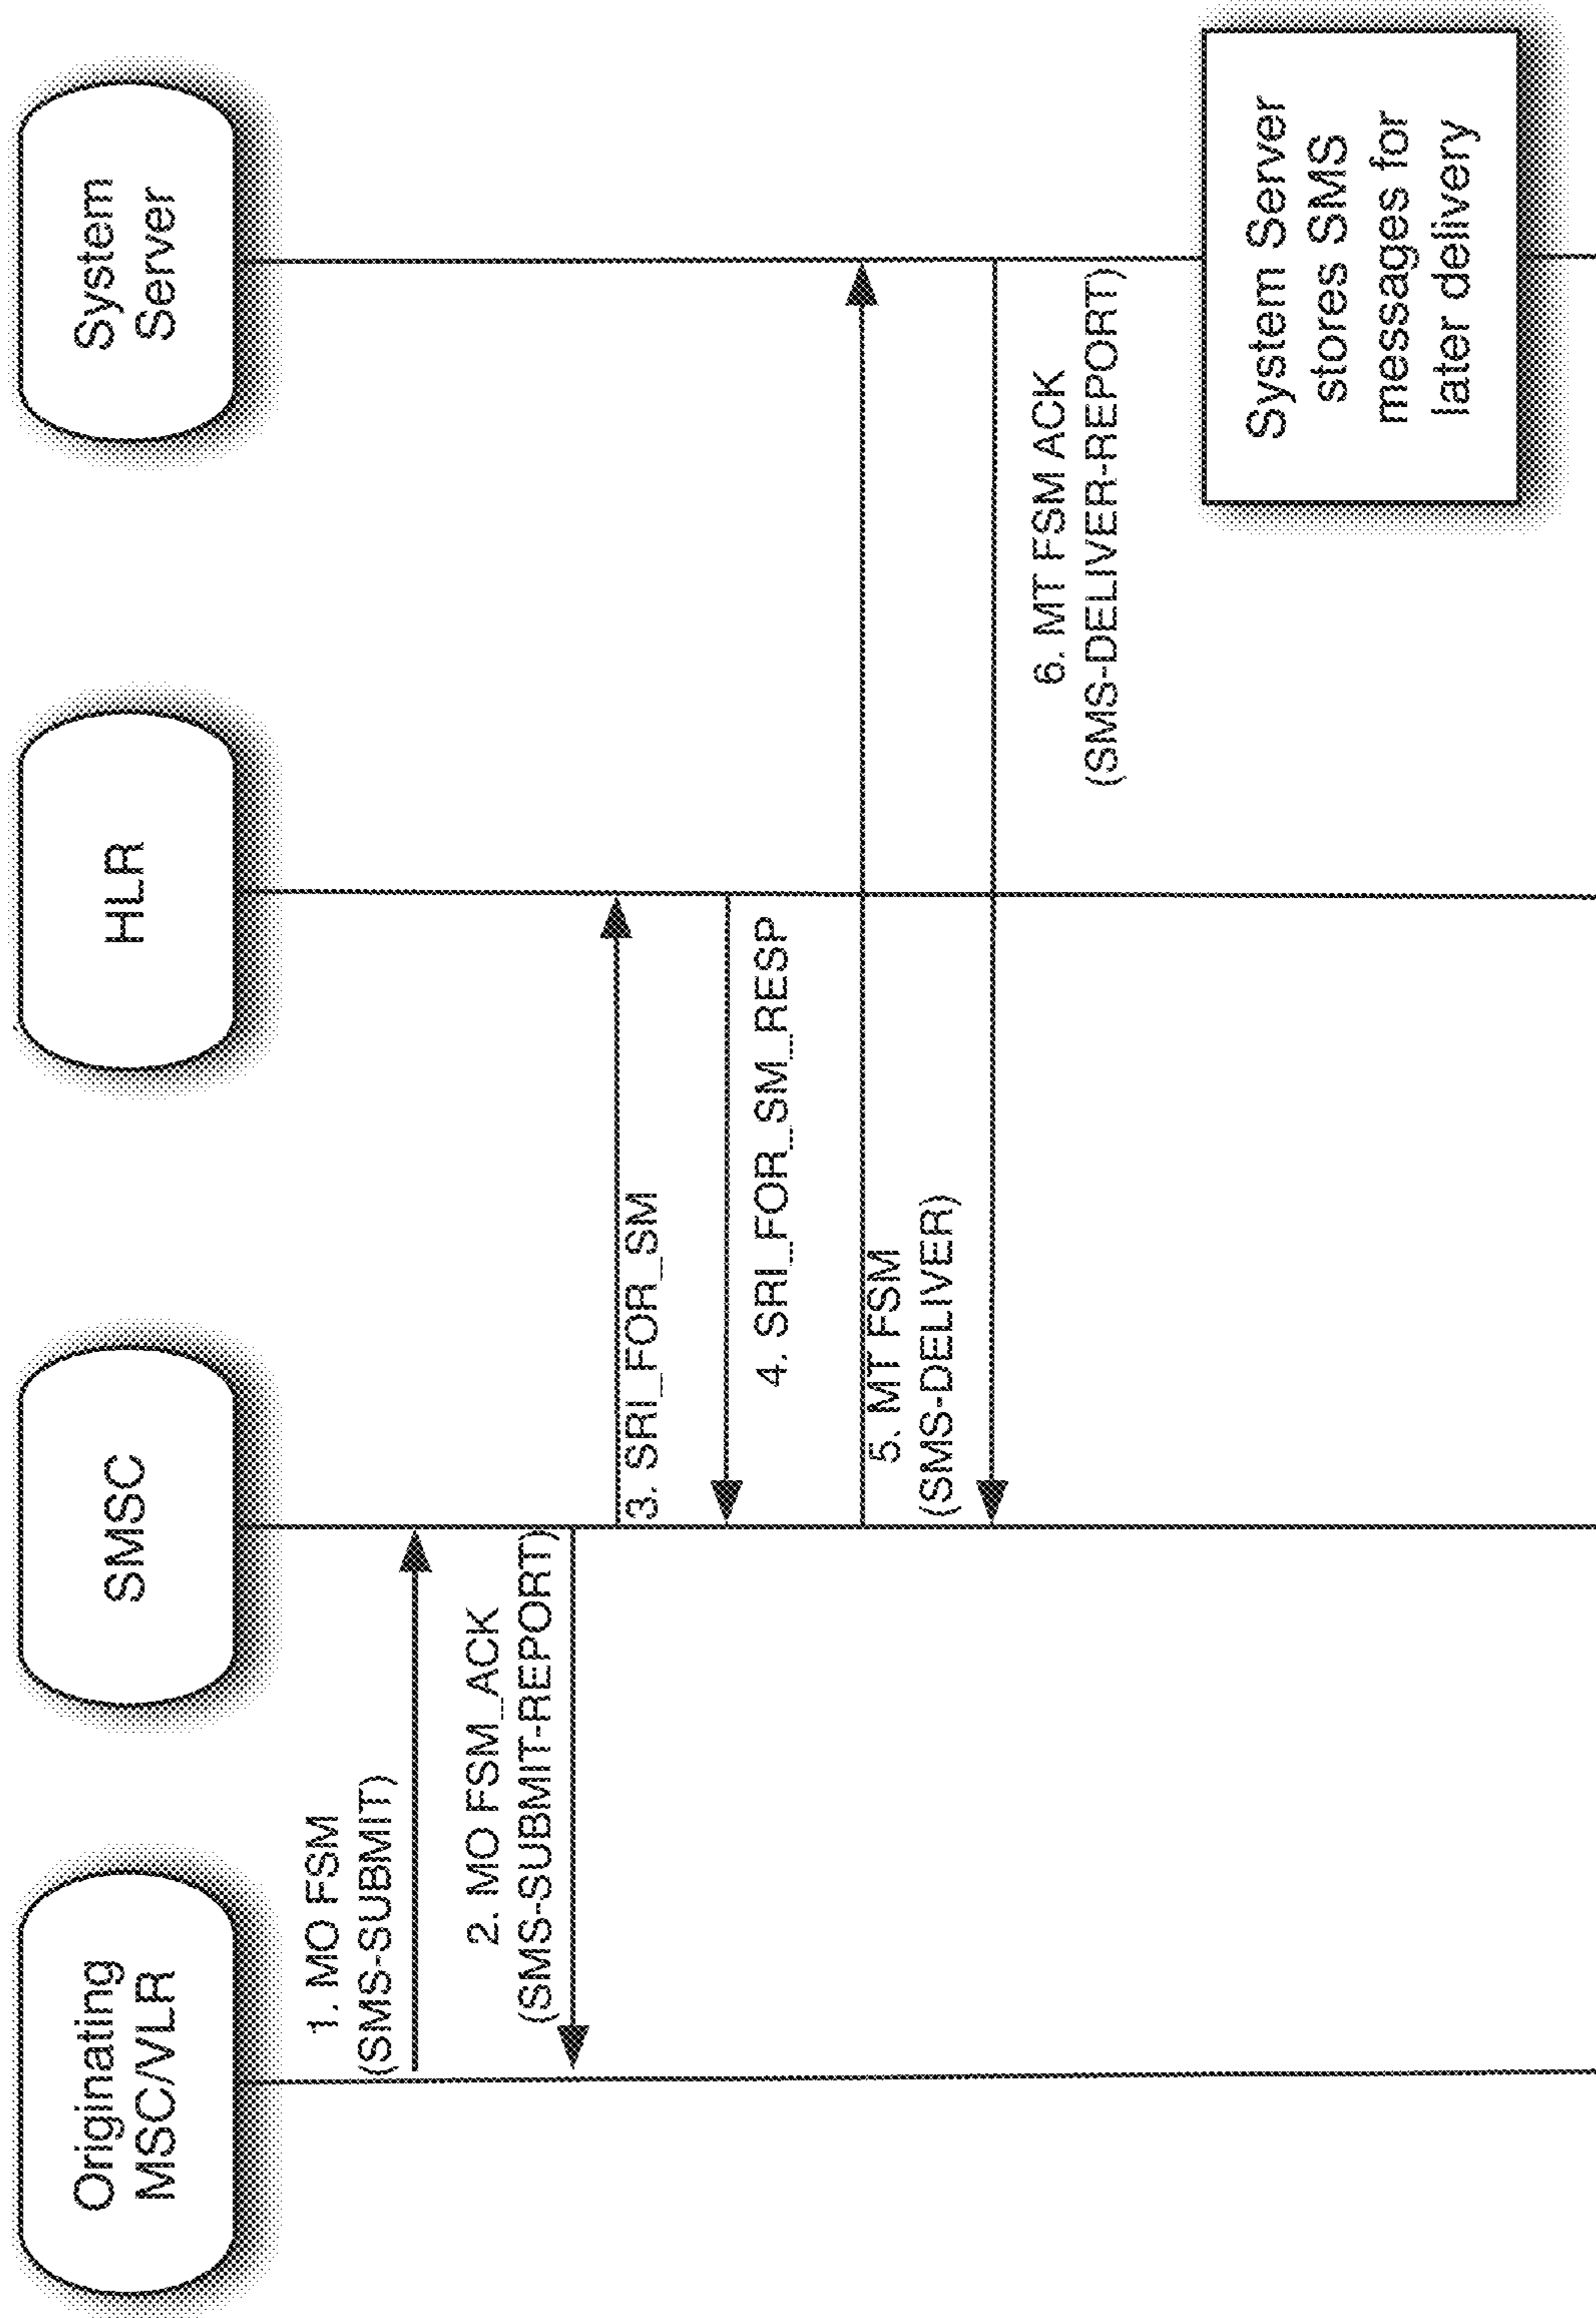 Originating
MSC/VLR
SMSC
HLR
System
Server
1. MO FSM
(SMS-SUBMIT)
2. MO FSM_ACK
(SMS-SUBMIT-REPORT)
3. SRI_FOR_SM
4. SRI_FOR_SM_RESP
5. MT FSM
(SMS-DELIVER)
6. MT FSM ACK
(SMS-DELIVER-REPORT)
System Server
stores SMS
messages for
later delivery